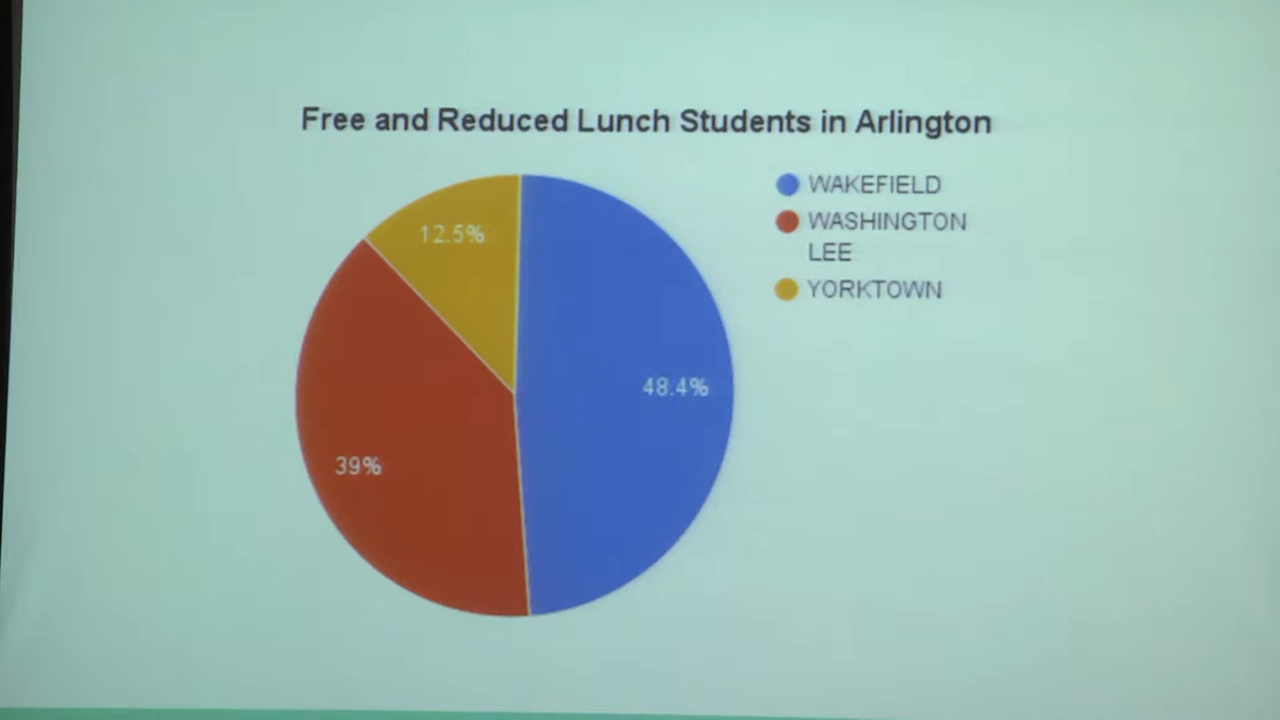 Free and Reduced Lunch Students in Arlington
WAKEFIELD
WASHINGTON
LEE
YORKTOWN
12.5%
48.4%
39%